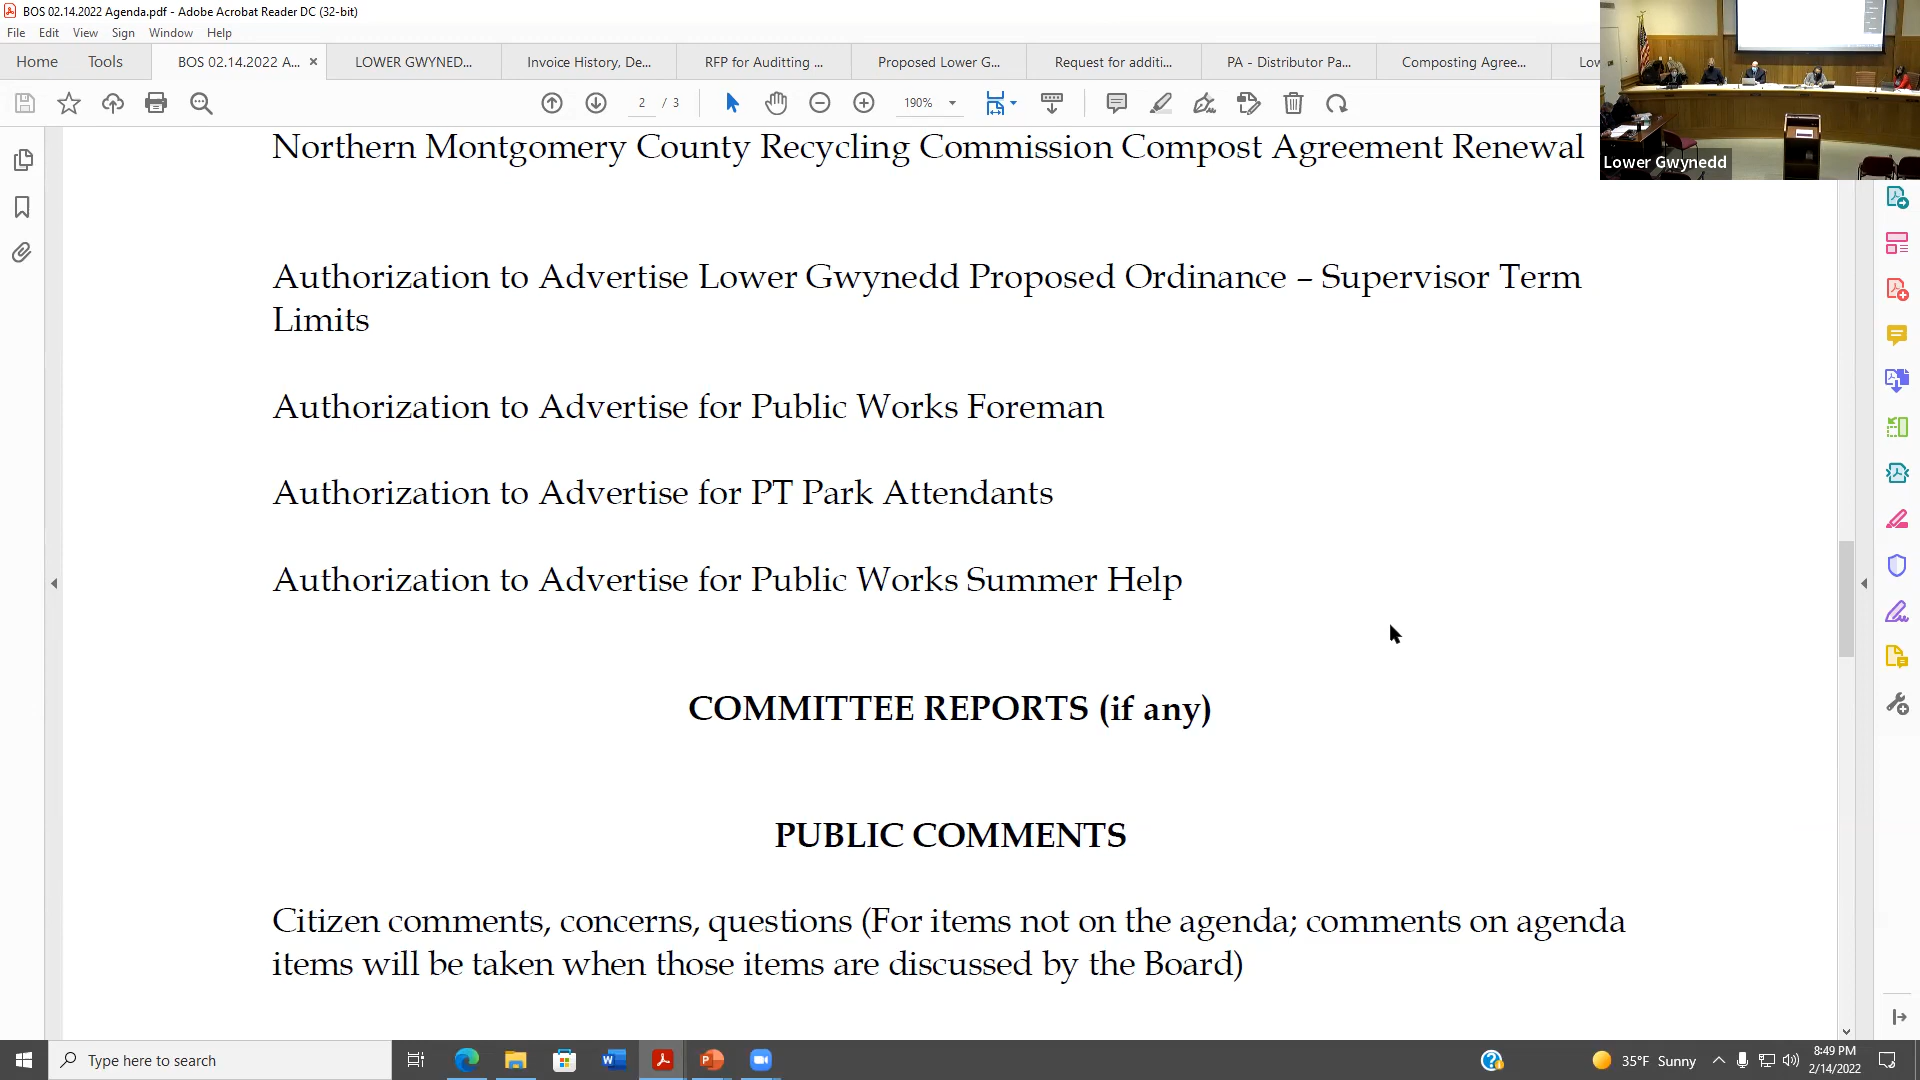 BOS 02.14.2022 Agenda.pdf - Adobe Acrobat Reader DC (32-bit)
File Edit View Sign Window Help
Home Tools BOS 02.14.2022 A... × LOWER GWYNED... Invoice History, De... RFP for Auditting ... Proposed Lower G... Request for additi... PA - Distributor Pa... Composting Agree...
2 / 3 190%
Lower Gwynedd
Northern Montgomery County Recycling Commission Compost Agreement Renewal
Authorization to Advertise Lower Gwynedd Proposed Ordinance – Supervisor Term
Limits
Authorization to Advertise for Public Works Foreman
Authorization to Advertise for PT Park Attendants
Authorization to Advertise for Public Works Summer Help
COMMITTEE REPORTS (if any)
PUBLIC COMMENTS
Citizen comments, concerns, questions (For items not on the agenda; comments on agenda
items will be taken when those items are discussed by the Board)
Type here to search
35°F Sunny
8:49 PM
2/14/2022